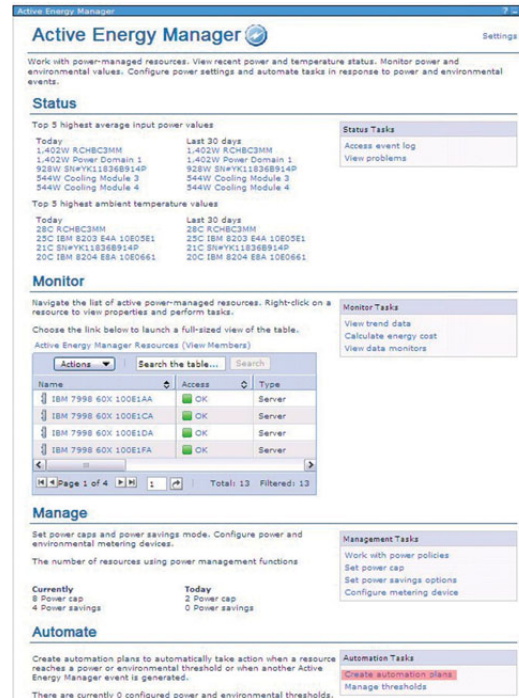 Active Energy Manager
? –
Active Energy Manager
Settings
Work with power-managed resources. View recent power and temperature status. Monitor power and
environmental values. Configure power settings and automate tasks in response to power and environmental
events.
Status
Top 5 highest average input power values
Today Last 30 days
1,402W RCHBC3MM 1,402W RCHBC3MM
1,402W Power Domain 1 1,402W Power Domain 1
928W SN#YK11836B914P 928W SN#YK11836B914P
544W Cooling Module 3 544W Cooling Module 3
544W Cooling Module 4 544W Cooling Module 4
Status Tasks
Access event log
View problems
Top 5 highest ambient temperature values
Today Last 30 days
28C RCHBC3MM 28C RCHBC3MM
25C IBM 8203 E4A 10E05E1 25C IBM 8203 E4A 10E05E1
21C SN#YK11836B914P 21C SN#YK11836B914P
20C IBM 8204 E8A 10E0661 20C IBM 8204 E8A 10E0661
Monitor
Navigate the list of active power-managed resources. Right-click on a
resource to view properties and perform tasks.
Choose the link below to launch a full-sized view of the table.
Active Energy Manager Resources (View Members)
Monitor Tasks
View trend data
Calculate energy cost
View data monitors
Actions Search the table... Search
Name Access Type
IBM 7998 60X 100E1AA OK Server
IBM 7998 60X 100E1CA OK Server
IBM 7998 60X 100E1DA OK Server
IBM 7998 60X 100E1FA OK Server
Page 1 of 4 1 Total: 13 Filtered: 13
Manage
Set power caps and power savings mode. Configure power and
environmental metering devices.
The number of resources using power management functions
Currently Today
8 Power cap 2 Power cap
4 Power savings 0 Power savings
Management Tasks
Work with power policies
Set power cap
Set power savings options
Configure metering device
Automate
Create automation plans to automatically take action when a resource
reaches a power or environmental threshold or when another Active
Energy Manager event is generated.
There are currently 0 configured power and environmental thresholds.
Automation Tasks
Create automation plans
Manage thresholds